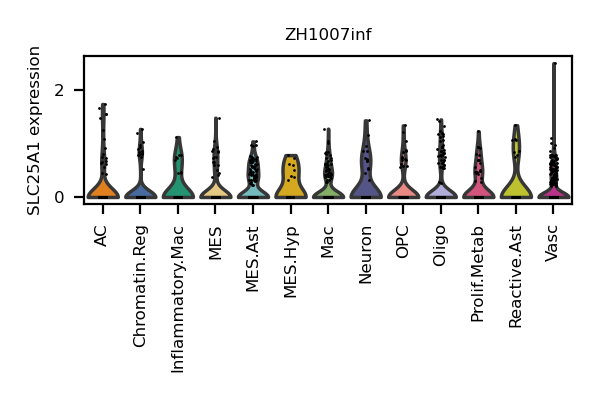 ZH1007inf
SLC25A1 expression
2
0
AC
Chromatin.Reg
Inflammatory.Mac
MES
MES.Ast
MES.Hyp
Mac
Neuron
OPC
Oligo
Prolif.Metab
Reactive.Ast
Vasc